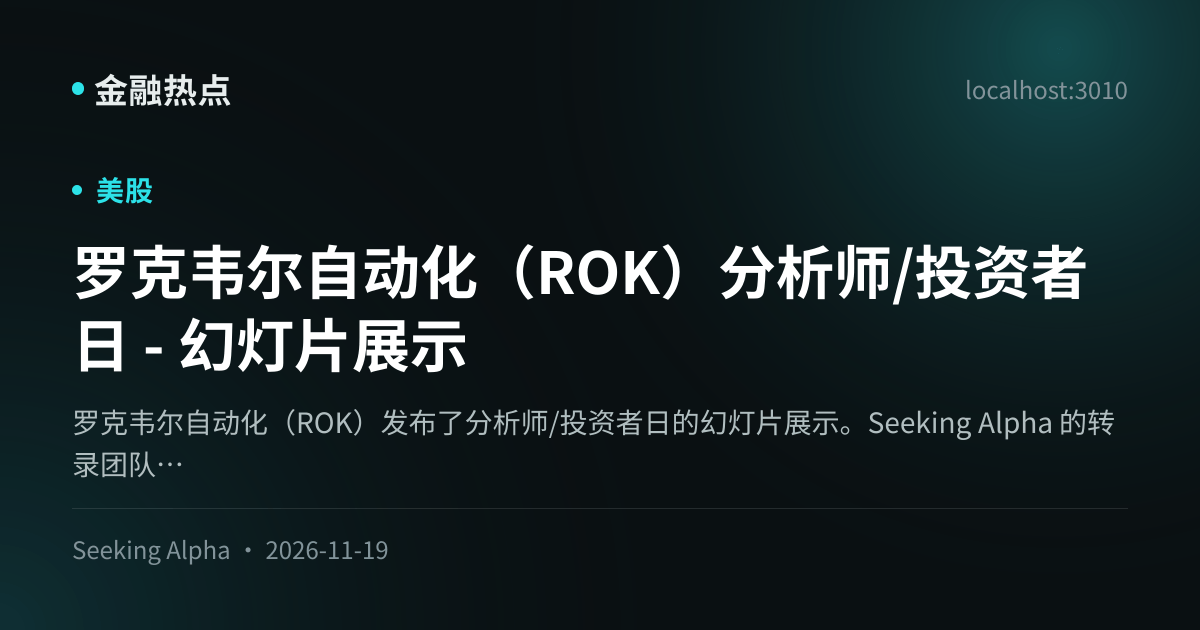 金融热点
localhost:3010
美股
罗克韦尔自动化（ROK）分析师/投资者
日 - 幻灯片展示
罗克韦尔自动化（ROK）发布了分析师/投资者日的幻灯片展示。Seeking Alpha 的转
录团队…
Seeking Alpha · 2026-11-19